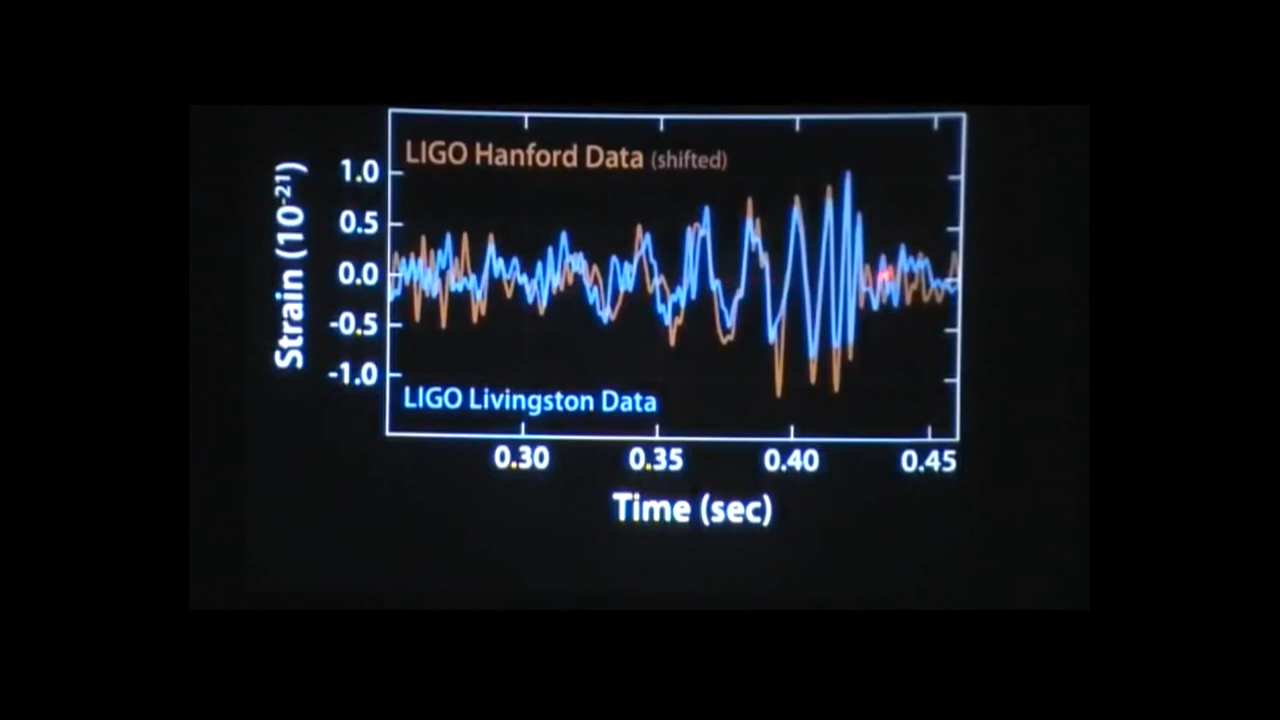 LIGO Hanford Data (shifted)
Strain (10⁻²¹)
1.0
0.5
0.0
-0.5
-1.0
LIGO Livingston Data
0.30 0.35 0.40 0.45
Time (sec)